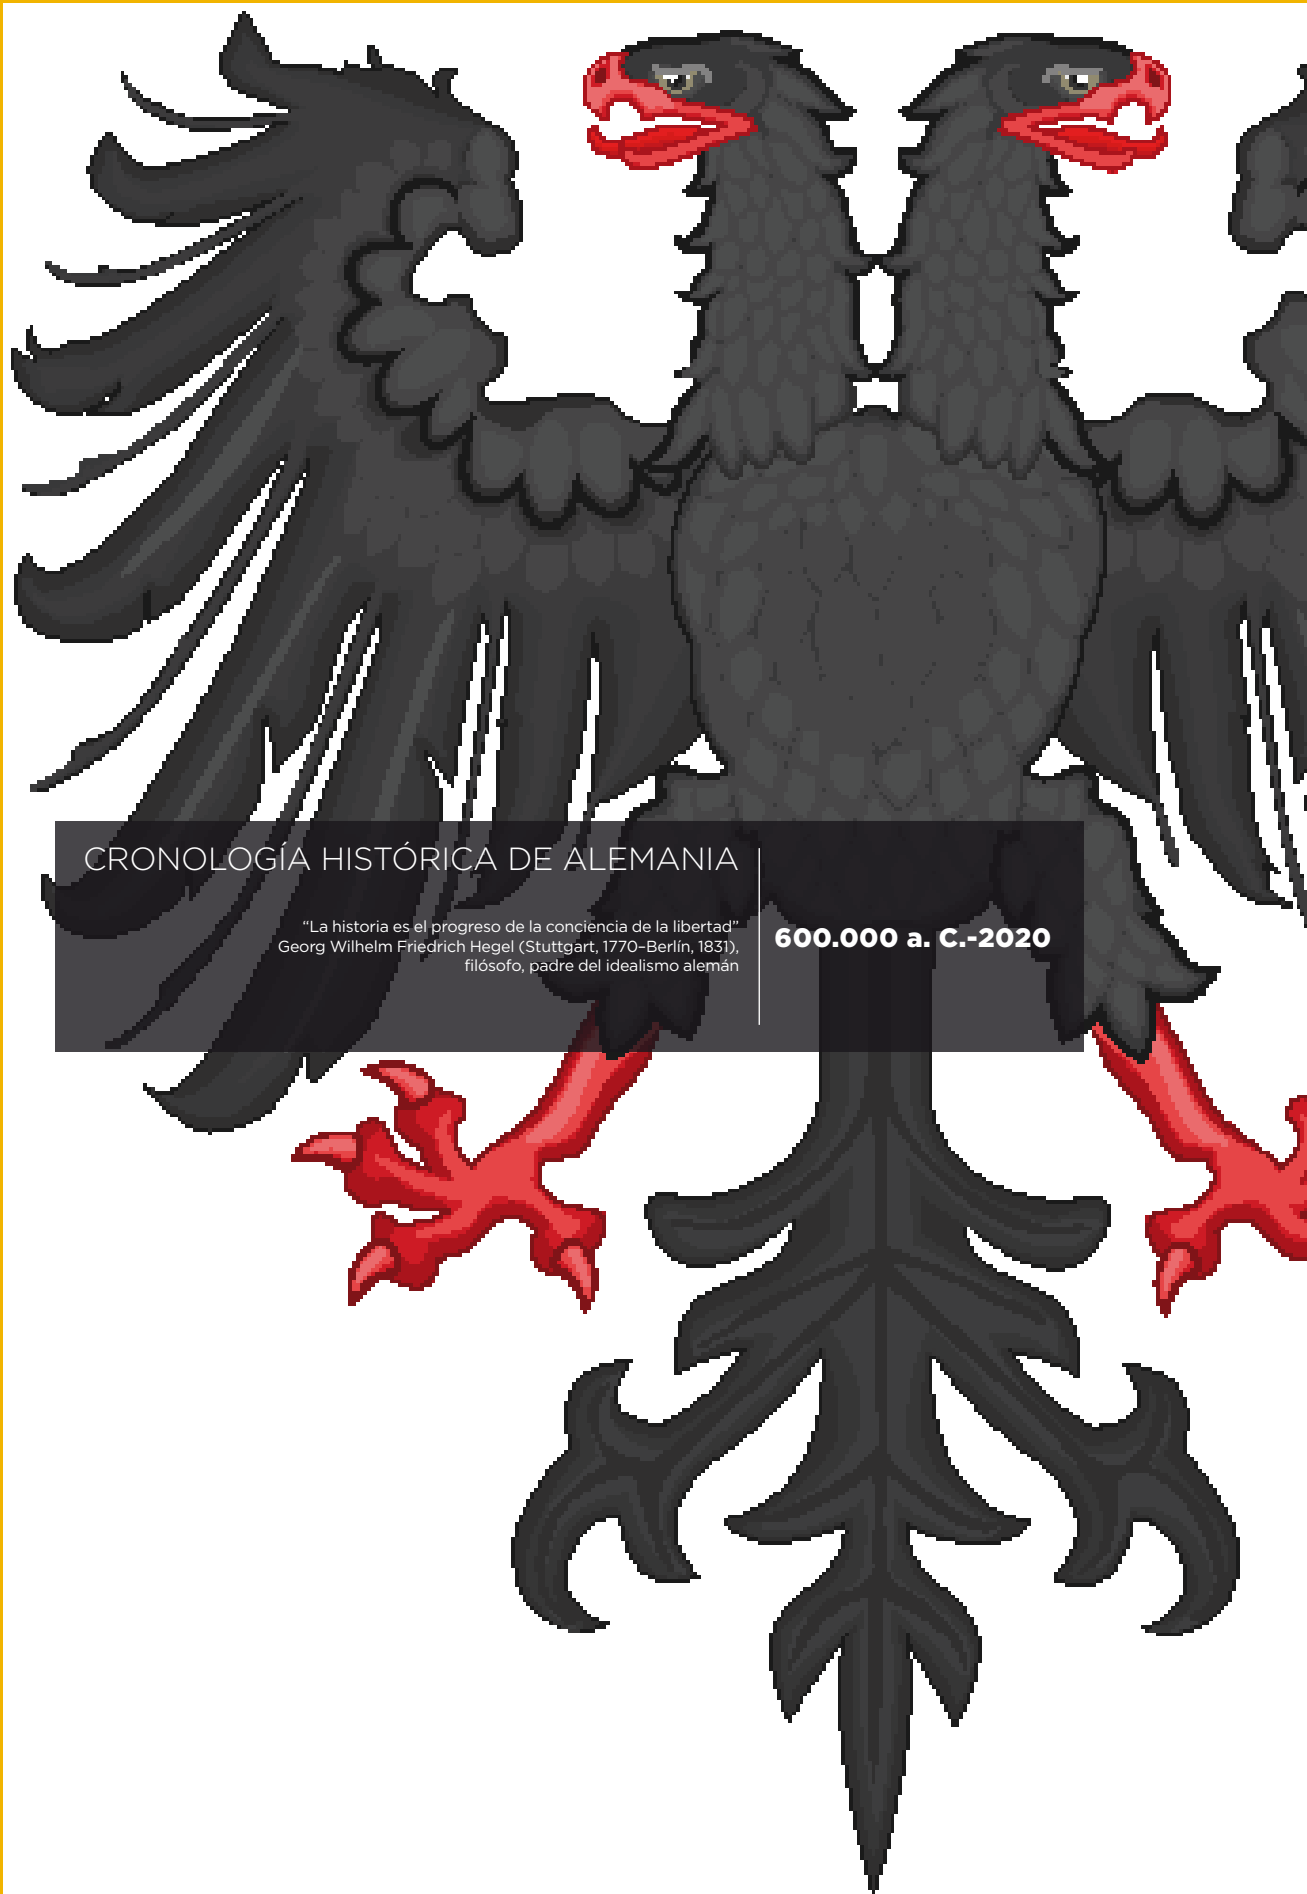 CRONOLOGÍA HISTÓRICA DE ALEMANIA
“La historia es el progreso de la conciencia de la libertad”
Georg Wilhelm Friedrich Hegel (Stuttgart, 1770–Berlín, 1831),
filósofo, padre del idealismo alemán
600.000 a. C.-2020